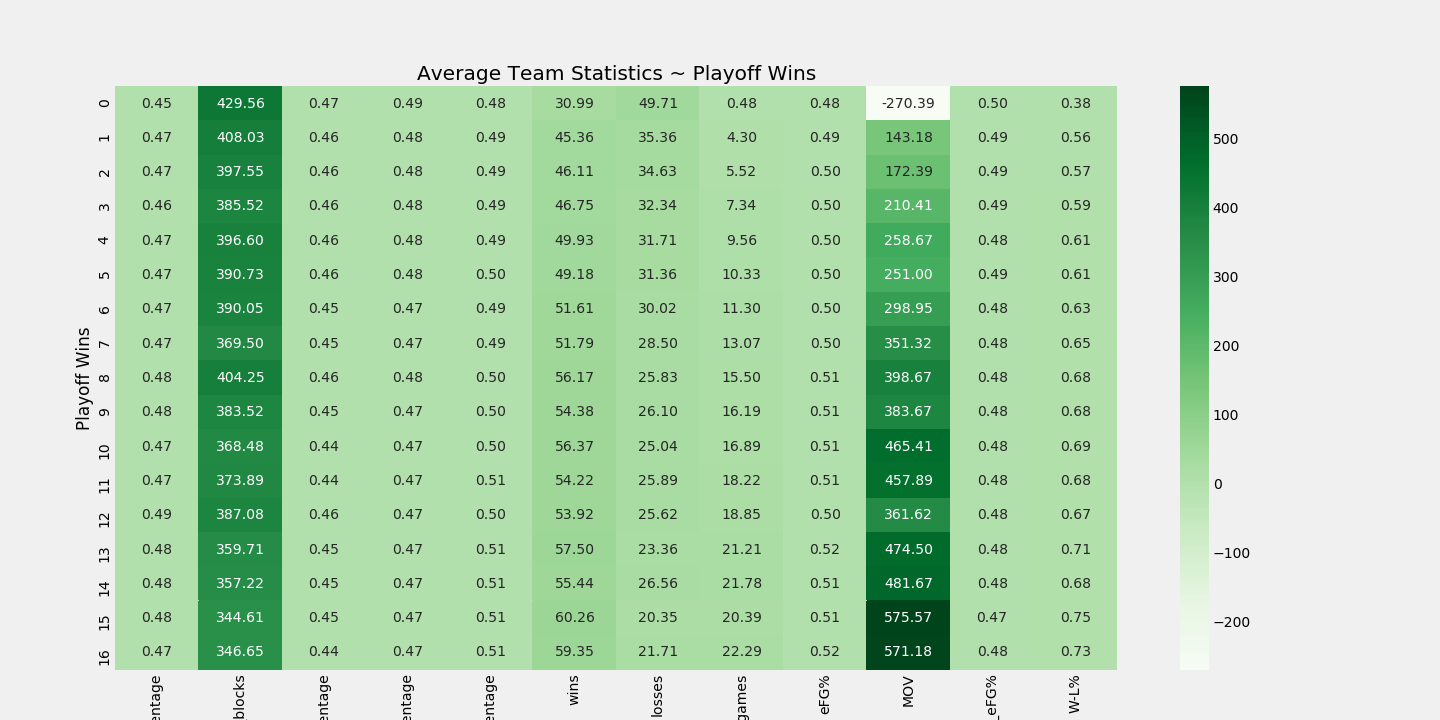 Average Team Statistics ~ Playoff Wins
Playoff Wins
0 0.45 429.56 0.47 0.49 0.48 30.99 49.71 0.48 0.48 -270.39 0.50 0.38
1 0.47 408.03 0.46 0.48 0.49 45.36 35.36 4.30 0.49 143.18 0.49 0.56
2 0.47 397.55 0.46 0.48 0.49 46.11 34.63 5.52 0.50 172.39 0.49 0.57
3 0.46 385.52 0.46 0.48 0.49 46.75 32.34 7.34 0.50 210.41 0.49 0.59
4 0.47 396.60 0.46 0.48 0.49 49.93 31.71 9.56 0.50 258.67 0.48 0.61
5 0.47 390.73 0.46 0.48 0.50 49.18 31.36 10.33 0.50 251.00 0.49 0.61
6 0.47 390.05 0.45 0.47 0.49 51.61 30.02 11.30 0.50 298.95 0.48 0.63
7 0.47 369.50 0.45 0.47 0.49 51.79 28.50 13.07 0.50 351.32 0.48 0.65
8 0.48 404.25 0.46 0.48 0.50 56.17 25.83 15.50 0.51 398.67 0.48 0.68
9 0.48 383.52 0.45 0.47 0.50 54.38 26.10 16.19 0.51 383.67 0.48 0.68
10 0.47 368.48 0.44 0.47 0.50 56.37 25.04 16.89 0.51 465.41 0.48 0.69
11 0.47 373.89 0.44 0.47 0.51 54.22 25.89 18.22 0.51 457.89 0.48 0.68
12 0.49 387.08 0.46 0.47 0.50 53.92 25.62 18.85 0.50 361.62 0.48 0.67
13 0.48 359.71 0.45 0.47 0.51 57.50 23.36 21.21 0.52 474.50 0.48 0.71
14 0.48 357.22 0.45 0.47 0.51 55.44 26.56 21.78 0.51 481.67 0.48 0.68
15 0.48 344.61 0.45 0.47 0.51 60.26 20.35 20.39 0.51 575.57 0.47 0.75
16 0.47 346.65 0.44 0.47 0.51 59.35 21.71 22.29 0.52 571.18 0.48 0.73
entage blocks entage entage entage wins losses games eFG% MOV _eFG% W-L%
500
400
300
200
100
0
−100
−200